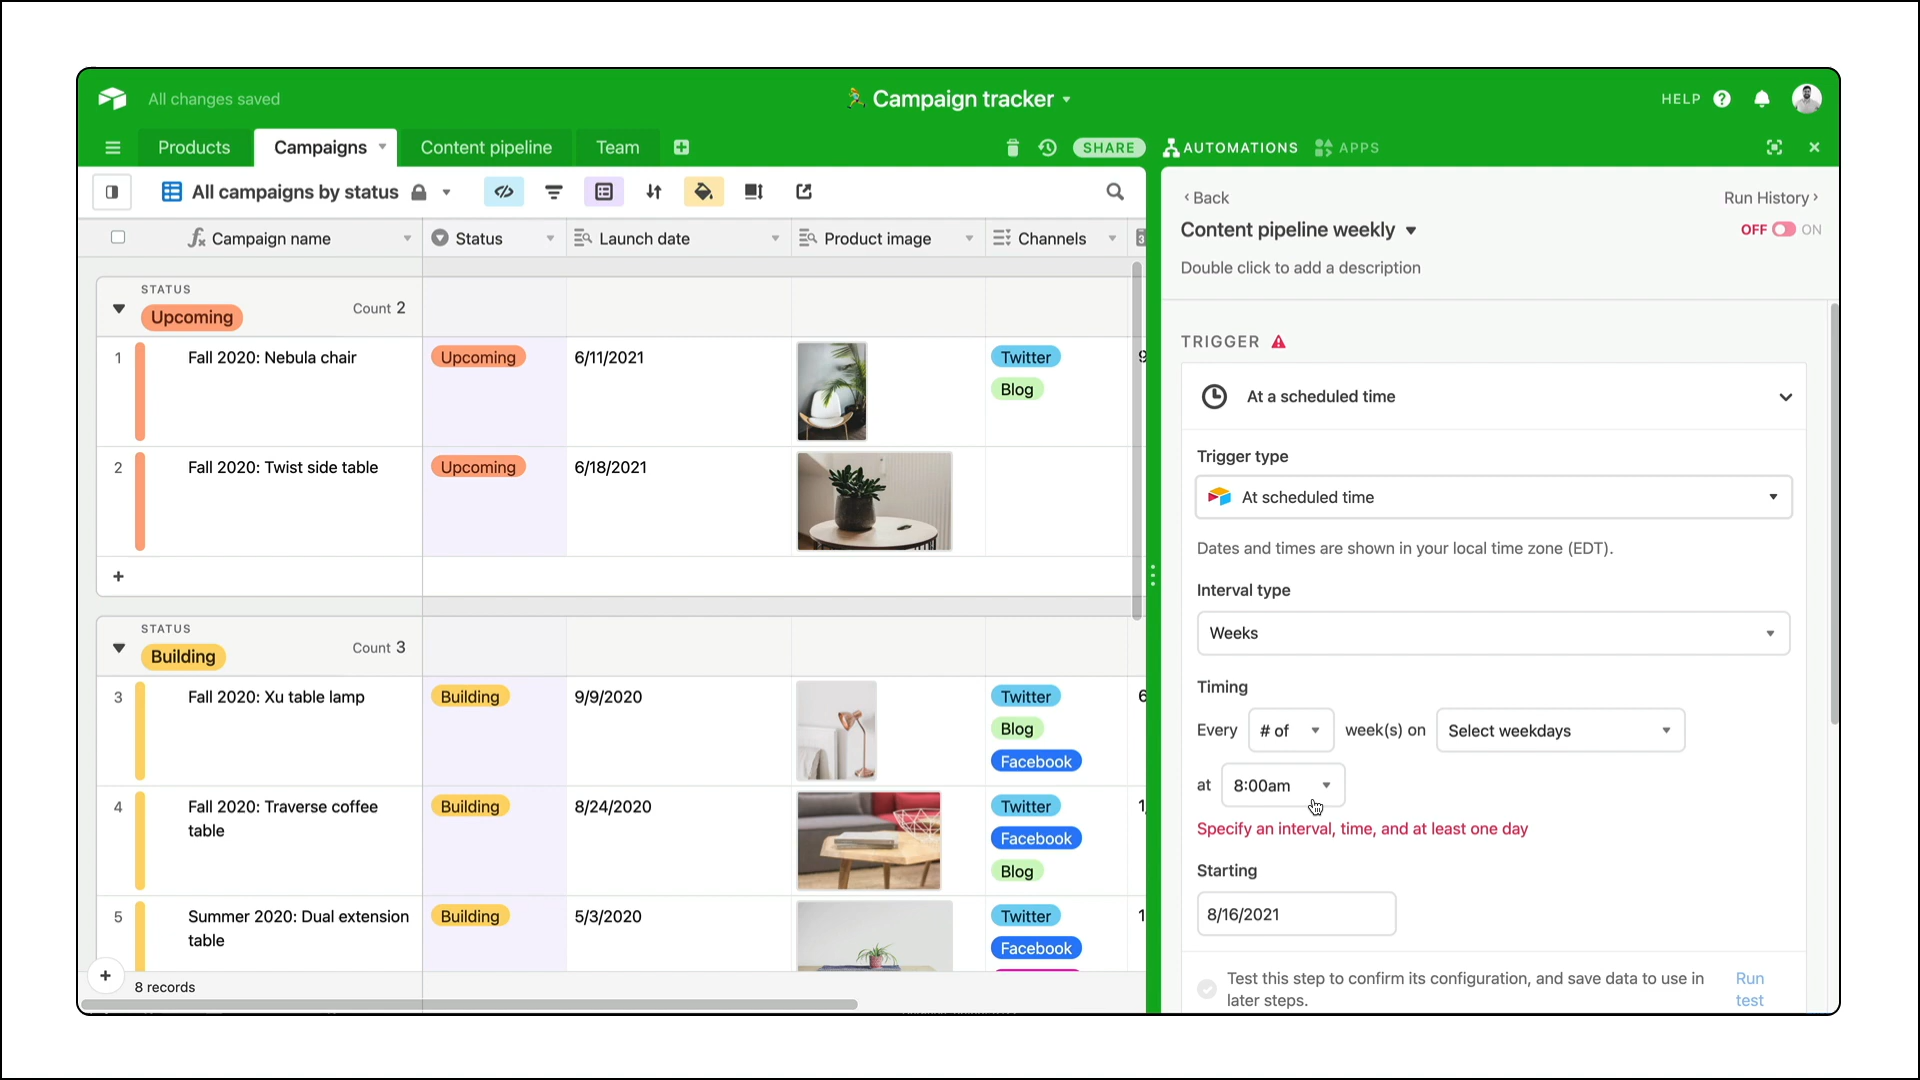 All changes saved
Campaign tracker
HELP
Products
Campaigns
Content pipeline
Team
SHARE
AUTOMATIONS
APPS
All campaigns by status
Campaign name
Status
Launch date
Product image
Channels
STATUS
Upcoming
Count 2
1
Fall 2020: Nebula chair
Upcoming
6/11/2021
Twitter
Blog
2
Fall 2020: Twist side table
Upcoming
6/18/2021
STATUS
Building
Count 3
3
Fall 2020: Xu table lamp
Building
9/9/2020
Twitter
Blog
Facebook
4
Fall 2020: Traverse coffee
table
Building
8/24/2020
Twitter
Facebook
Blog
5
Summer 2020: Dual extension
table
Building
5/3/2020
Twitter
Facebook
8 records
Back
Run History
Content pipeline weekly
OFF
ON
Double click to add a description
TRIGGER
At a scheduled time
Trigger type
At scheduled time
Dates and times are shown in your local time zone (EDT).
Interval type
Weeks
Timing
Every # of week(s) on Select weekdays
at 8:00am
Specify an interval, time, and at least one day
Starting
8/16/2021
Test this step to confirm its configuration, and save data to use in
later steps.
Run
test